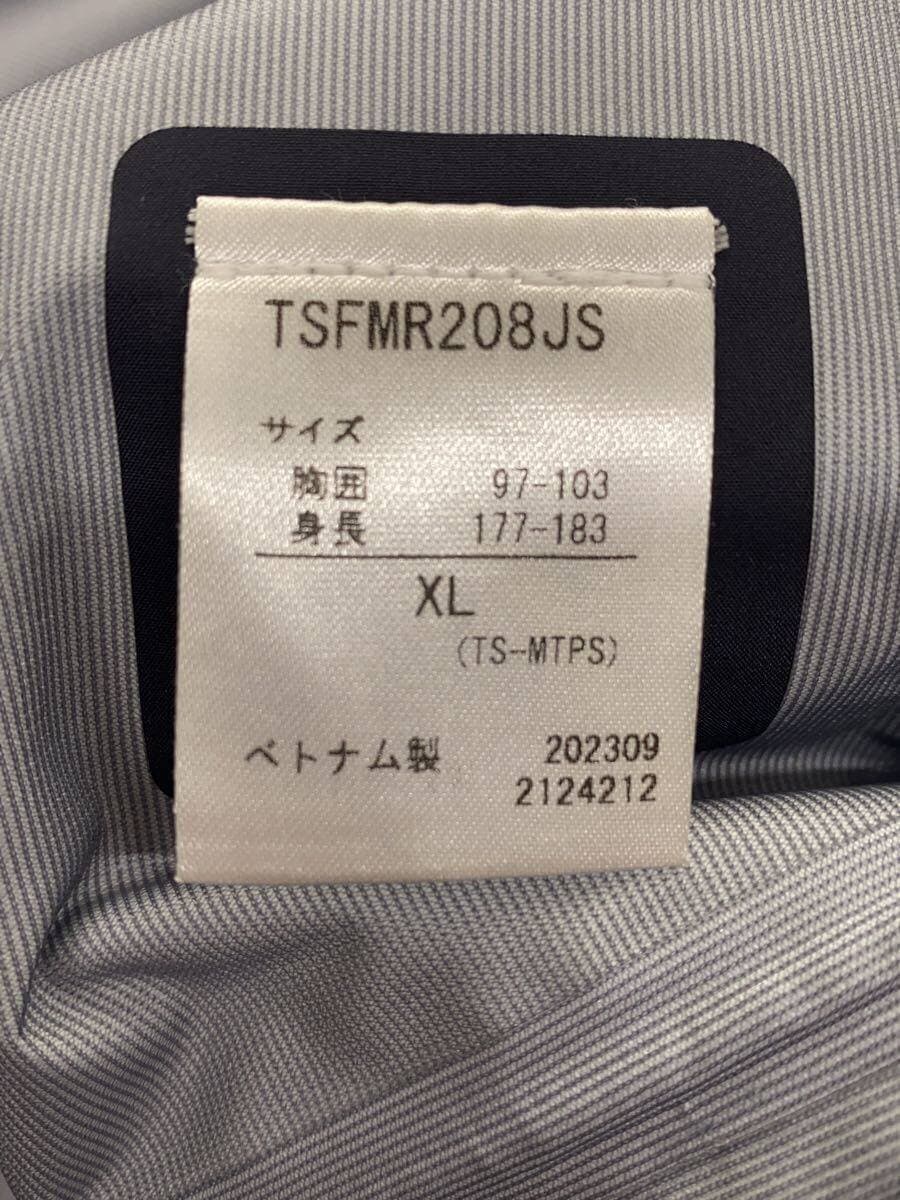 TSFMR208JS
サイズ
胸囲 97-103
身長 177-183
XL
(TS-MTPS)
ベトナム製 202309
2124212